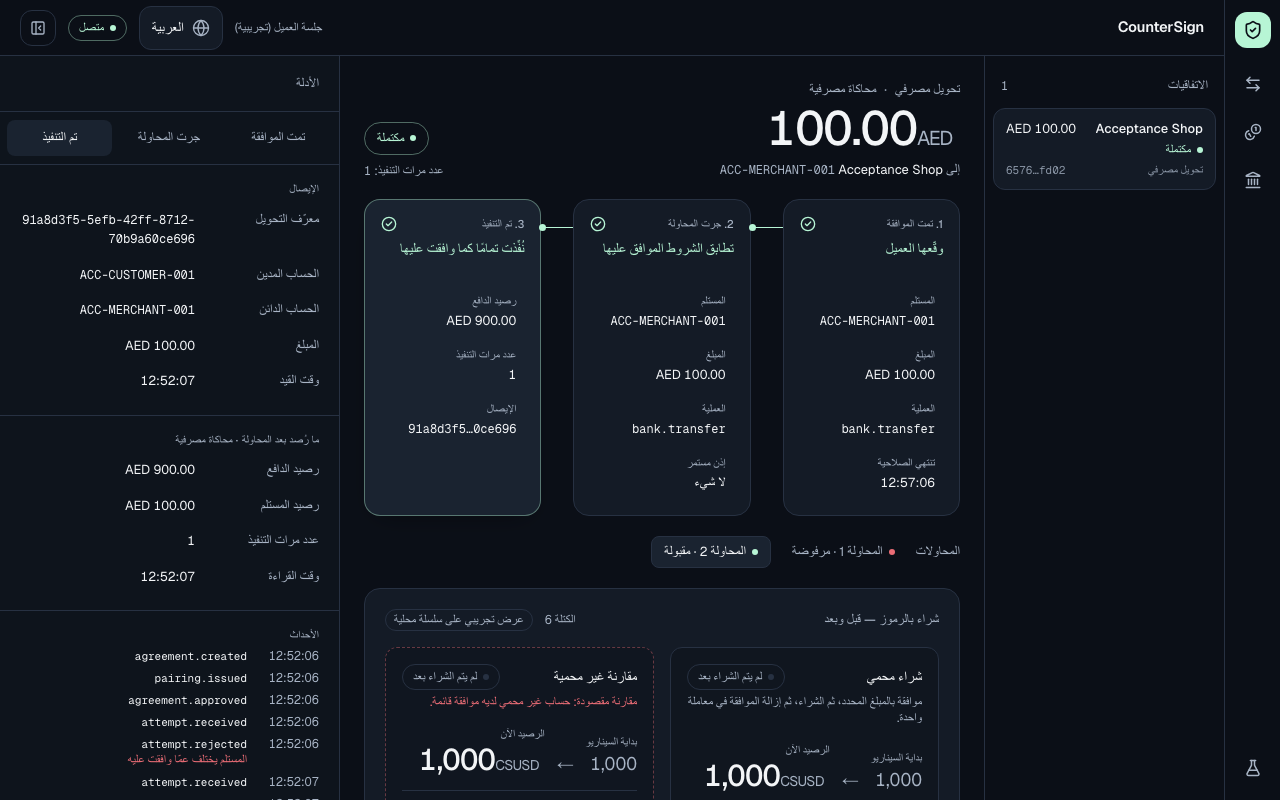 CounterSign
جلسة العميل (تجريبية)
العربية
متصل
الاتفاقيات
1
Acceptance Shop
AED 100.00
مكتملة
تحويل مصرفي
6576…fd02
تحويل مصرفي · محاكاة مصرفية
100.00 AED
مكتملة
إلى Acceptance Shop ACC-MERCHANT-001
عدد مرات التنفيذ: 1
1. تمت الموافقة
وقّعها العميل
المستلم
ACC-MERCHANT-001
المبلغ
AED 100.00
العملية
bank.transfer
تنتهي الصلاحية
12:57:06
2. جرت المحاولة
تطابق الشروط الموافق عليها
المستلم
ACC-MERCHANT-001
المبلغ
AED 100.00
العملية
bank.transfer
إذن مستمر
لا شيء
3. تم التنفيذ
نُفّذت تمامًا كما وافقت عليها
رصيد الدافع
AED 900.00
عدد مرات التنفيذ
1
الإيصال
91a8d3f5…0ce696
المحاولات
المحاولة 1 · مرفوضة
المحاولة 2 · مقبولة
شراء بالرموز — قبل وبعد
الكتلة 6
عرض تجريبي على سلسلة محلية
شراء محمي
لم يتم الشراء بعد
موافقة بالمبلغ المحدد، ثم الشراء، ثم إزالة الموافقة في معاملة
واحدة.
بداية السيناريو
1,000
←
الرصيد الآن
1,000 CSUSD
مقارنة غير محمية
لم يتم الشراء بعد
مقارنة مقصودة: حساب غير محمي لديه موافقة قائمة.
بداية السيناريو
1,000
←
الرصيد الآن
1,000 CSUSD
الأدلة
تمت الموافقة
جرت المحاولة
تم التنفيذ
الإيصال
معرّف التحويل
91a8d3f5-5efb-42ff-8712-
70b9a60ce696
الحساب المدين
ACC-CUSTOMER-001
الحساب الدائن
ACC-MERCHANT-001
المبلغ
AED 100.00
وقت القيد
12:52:07
ما رُصد بعد المحاولة · محاكاة مصرفية
رصيد الدافع
AED 900.00
رصيد المستلم
AED 100.00
عدد مرات التنفيذ
1
وقت القراءة
12:52:07
الأحداث
12:52:06 agreement.created
12:52:06 pairing.issued
12:52:06 agreement.approved
12:52:06 attempt.received
12:52:06 attempt.rejected
المستلم يختلف عمّا وافقت عليه
12:52:07 attempt.received